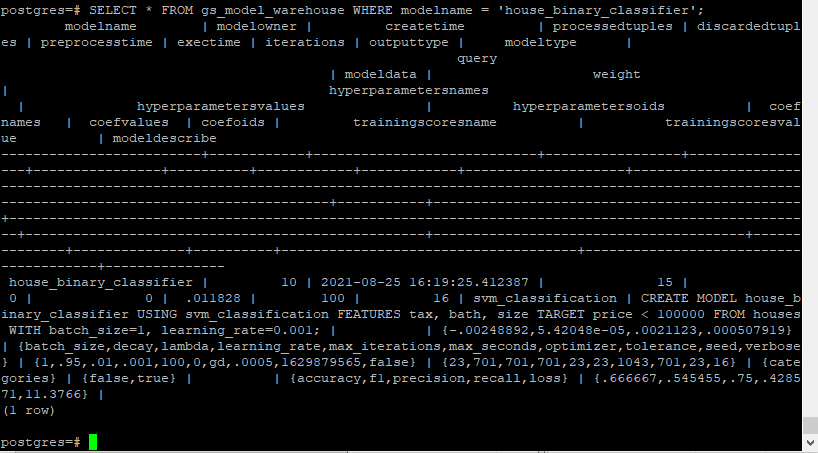 postgres=# SELECT * FROM gs_model_warehouse WHERE modelname = 'house_binary_classifier';
modelname | modelowner | createtime | processedtuples | discardedtupl
es | preprocesstime | exectime | iterations | outputtype | modeltype |
query
| modeldata | weight
| hyperparametersnames
| hyperparametersvalues | hyperparametersoids | coef
names | coefvalues | coefoids | trainingscoresname | trainingscoresval
ue | modeldescribe
-------------------------+------------+----------------------------+-----------------+--------------
---+----------------+----------+------------+------------+--------------------+---------------------
----------------------------------------------------------------------------------------------------
-----------------------------------------+-----------+----------------------------------------------
+---------------------------------------------------------------------------------------------------
--+--------------------------------------------------+---------------------------------------+------
--------+--------------+----------+-------------------------------------+---------------------------
------------+---------------
house_binary_classifier | 10 | 2021-08-25 16:19:25.412387 | 15 |
0 | 0 | .011828 | 100 | 16 | svm_classification | CREATE MODEL house_b
inary_classifier USING svm_classification FEATURES tax, bath, size TARGET price < 100000 FROM houses
WITH batch_size=1, learning_rate=0.001; | | {-.00248892,5.42048e-05,.0021123,.000507919}
| {batch_size,decay,lambda,learning_rate,max_iterations,max_seconds,optimizer,tolerance,seed,verbose
} | {1,.95,.01,.001,100,0,gd,.0005,1629879565,false} | {23,701,701,701,23,23,1043,701,23,16} | {cate
gories} | {false,true} | | {accuracy,f1,precision,recall,loss} | {.666667,.545455,.75,.4285
71,11.3766} |
(1 row)
postgres=#